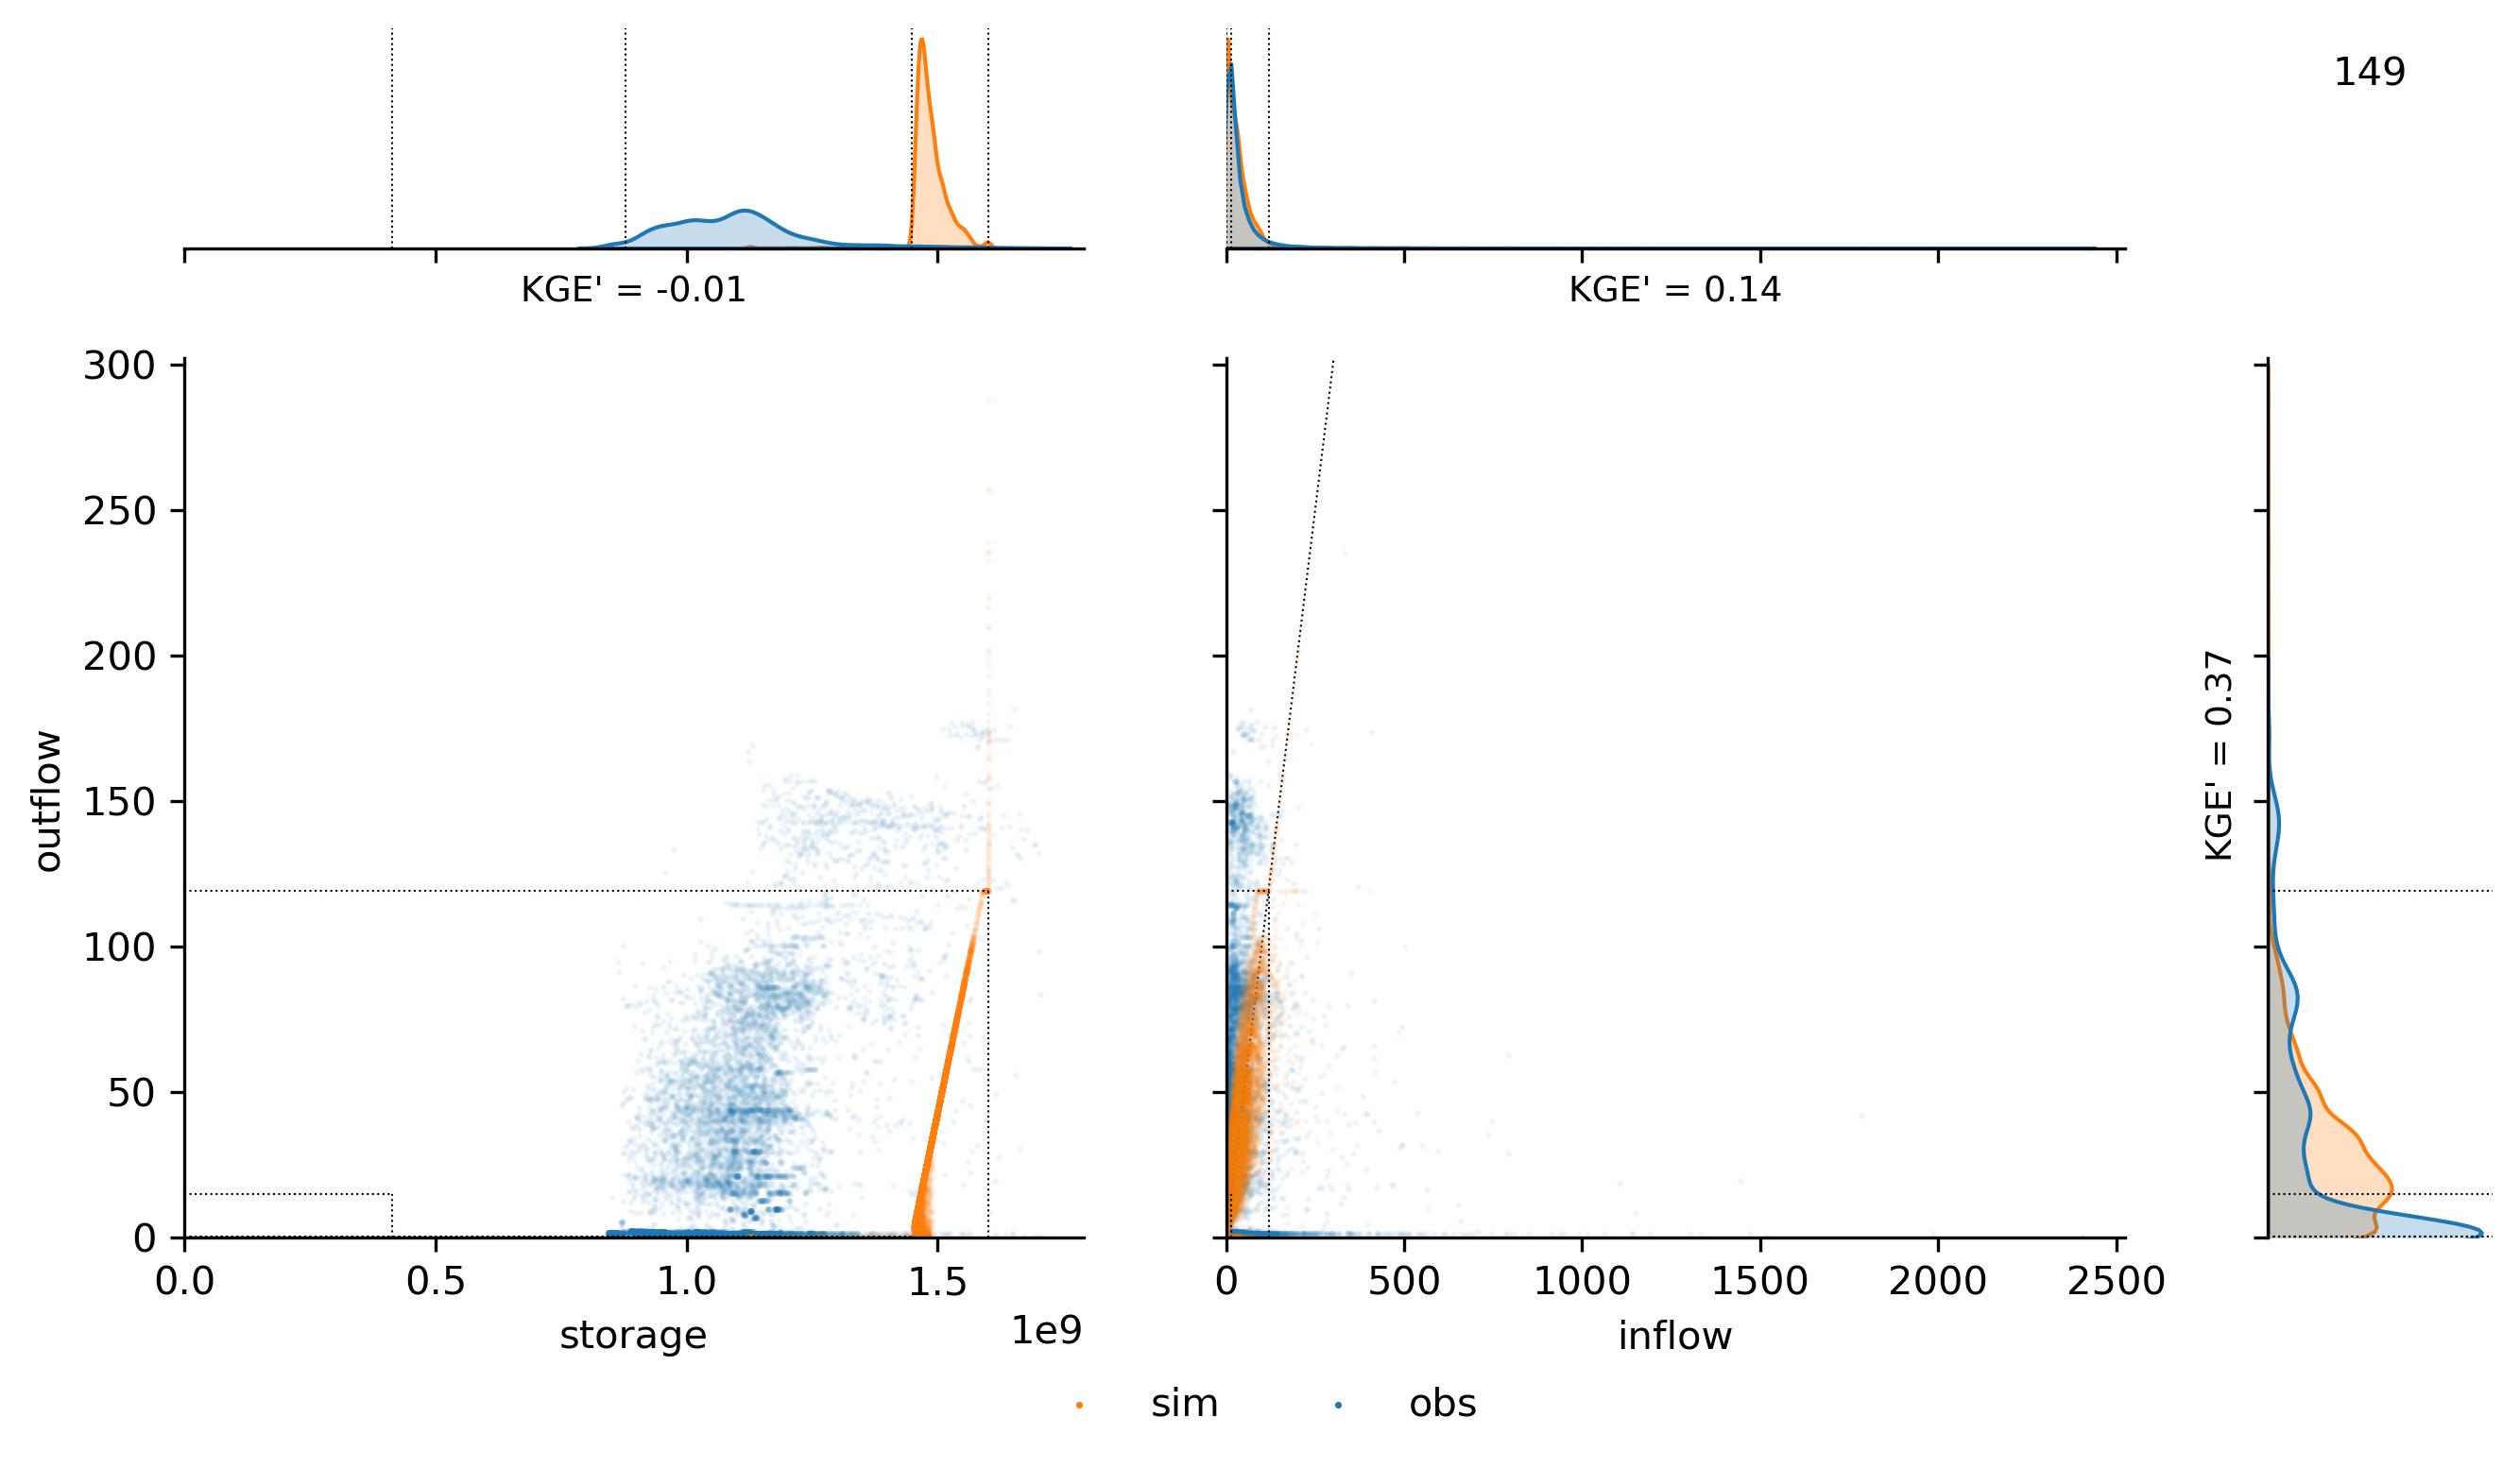 149
KGE' = -0.01
KGE' = 0.14
300
250
200
150
100
50
0
outflow
KGE' = 0.37
0.0 0.5 1.0 1.5
0 500 1000 1500 2000 2500
1e9
storage
inflow
sim obs